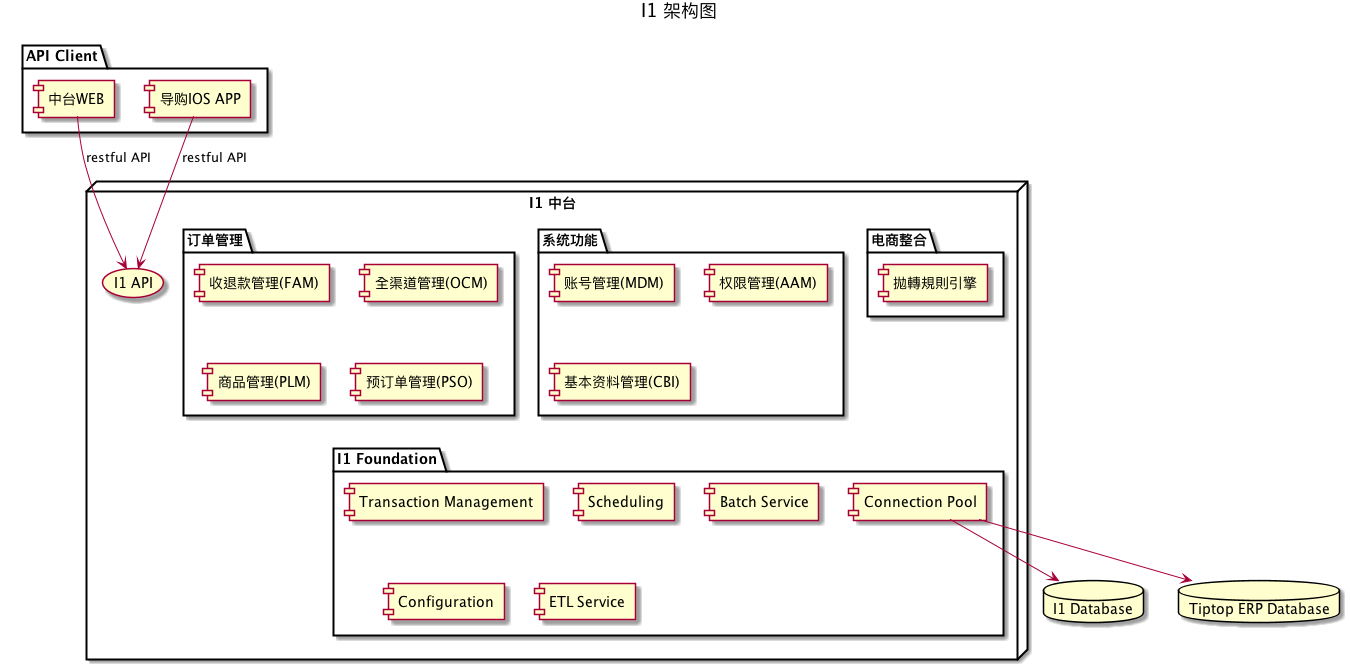 I1 架构图
API Client
中台WEB
导购IOS APP
restful API
restful API
I1 中台
I1 API
订单管理
收退款管理(FAM)
全渠道管理(OCM)
商品管理(PLM)
预订单管理(PSO)
系统功能
账号管理(MDM)
权限管理(AAM)
基本资料管理(CBI)
电商整合
拋轉規則引擎
I1 Foundation
Transaction Management
Scheduling
Batch Service
Connection Pool
Configuration
ETL Service
I1 Database
Tiptop ERP Database